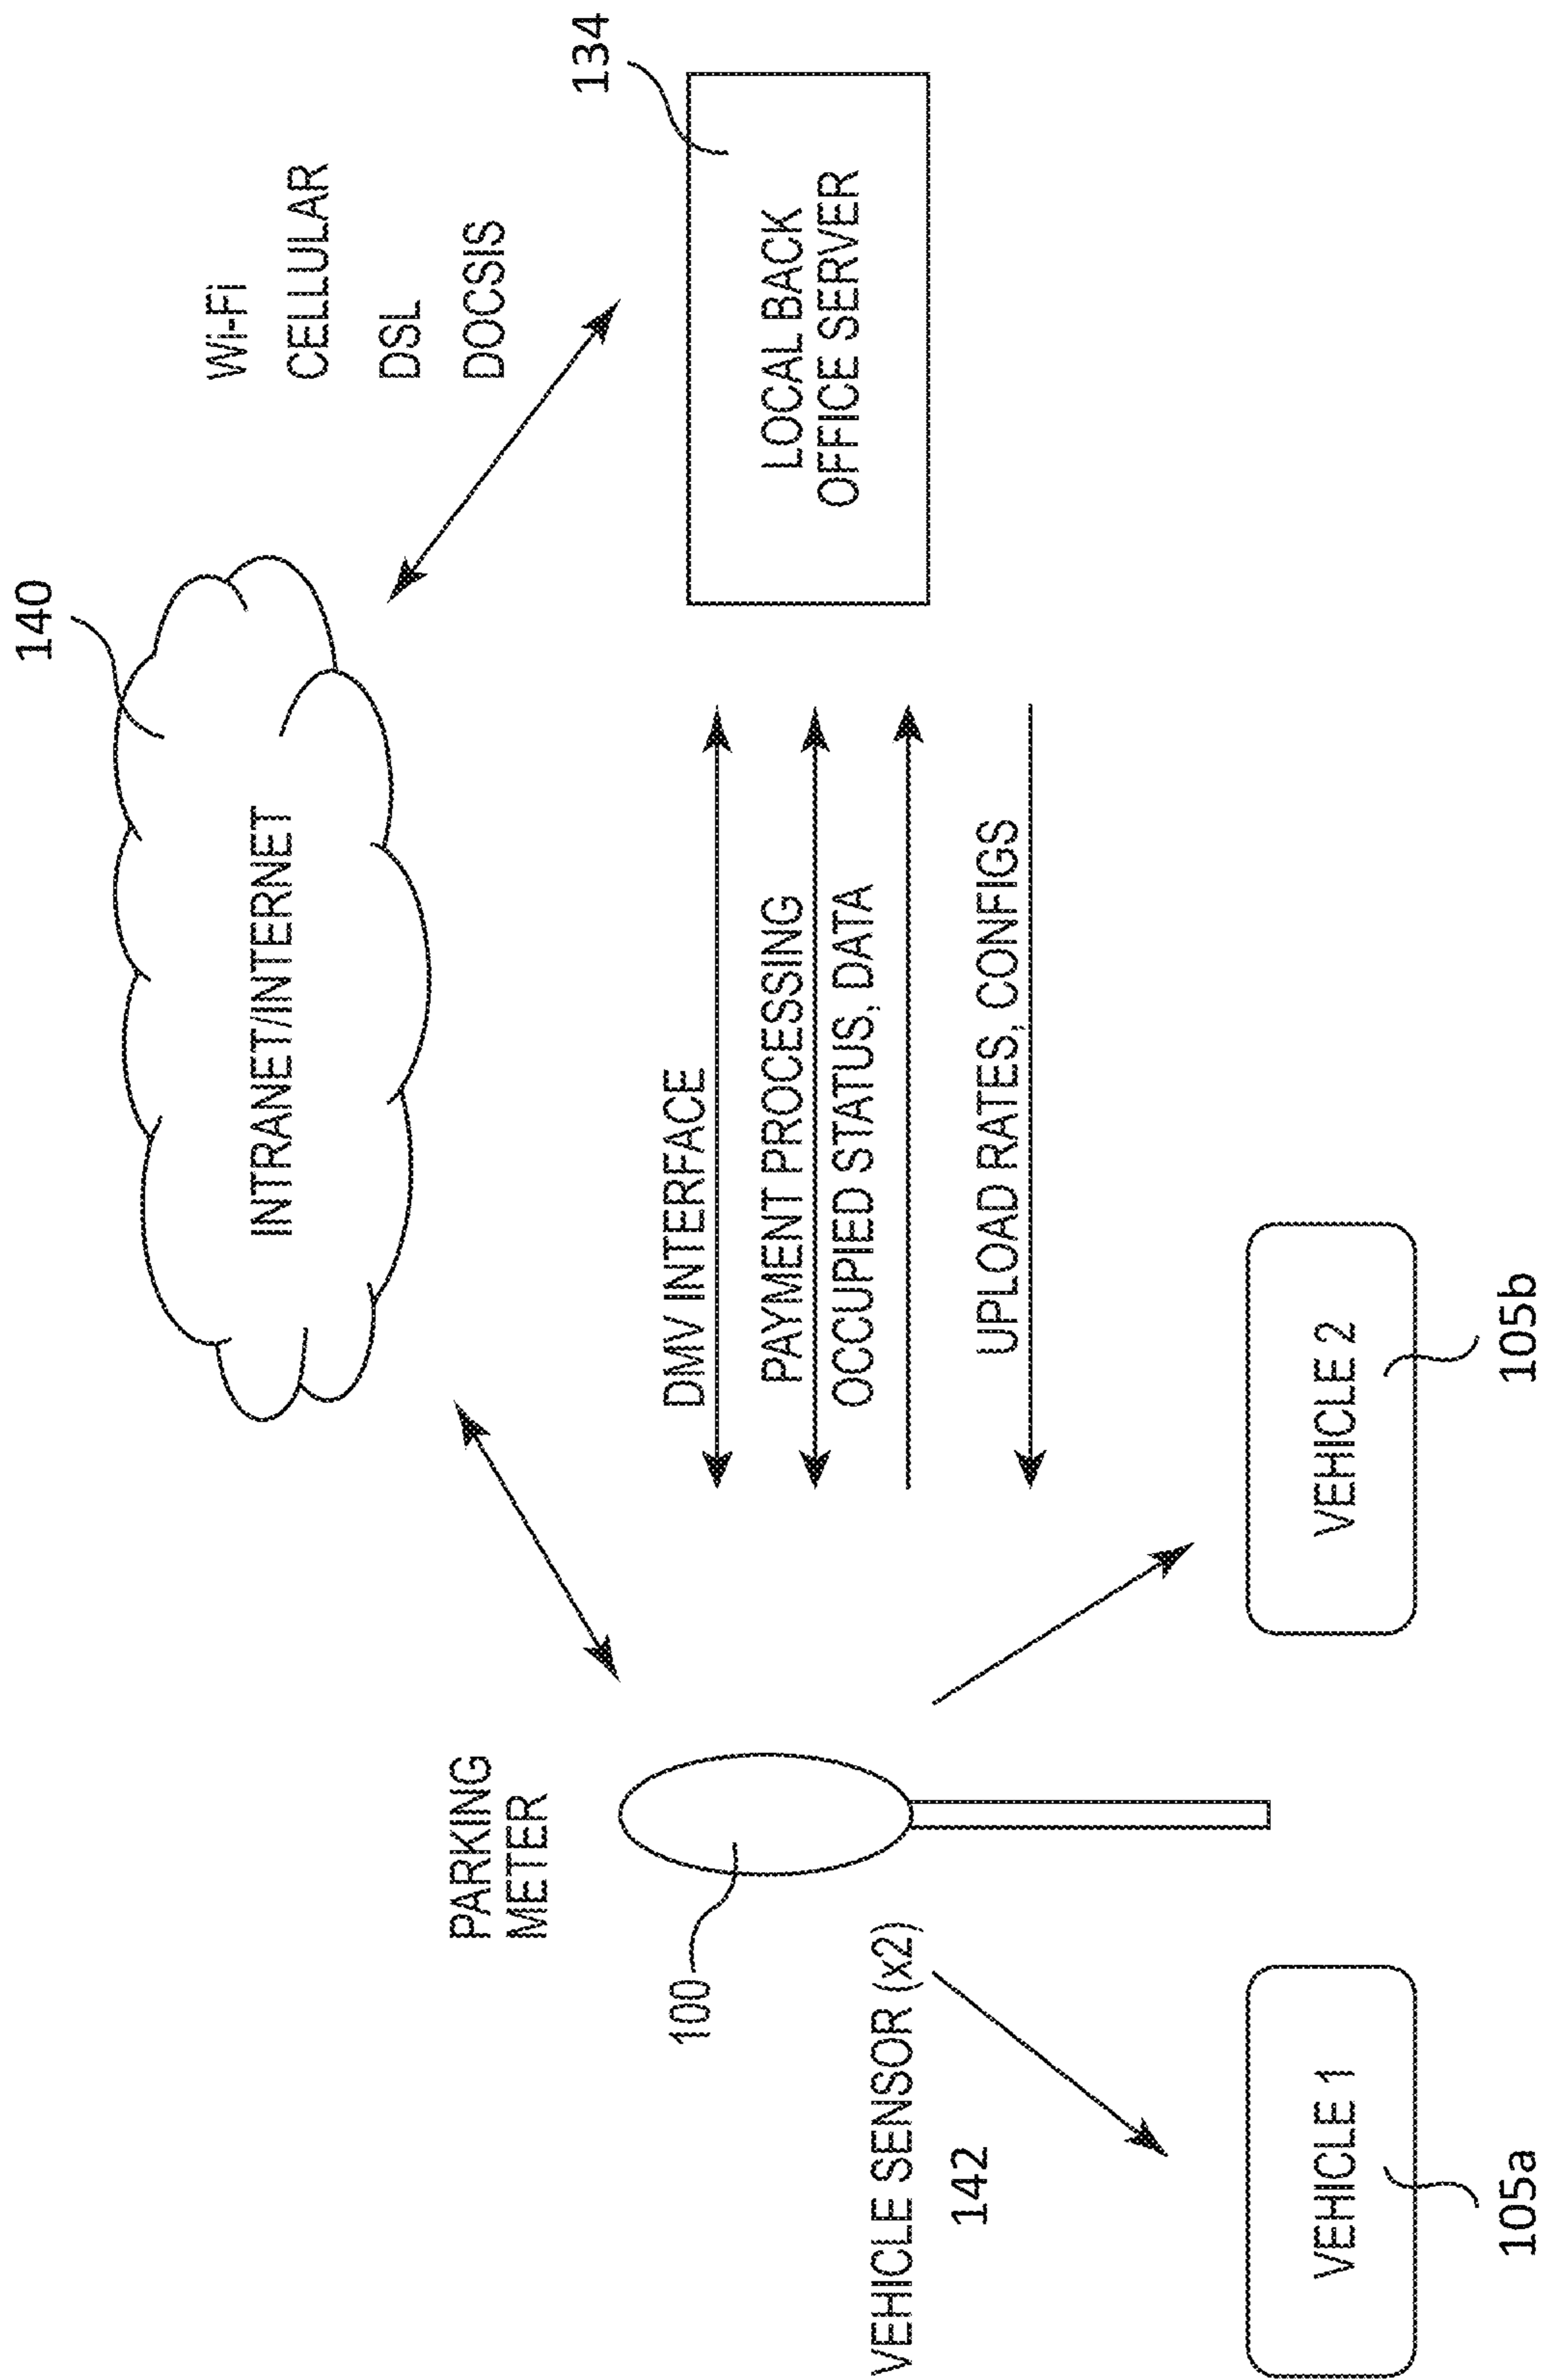 140
Wi-Fi
CELLULAR
DSL
DOCSIS
134
INTRANET/INTERNET
PARKING
METER
100
DMV INTERFACE
PAYMENT PROCESSING
OCCUPIED STATUS, DATA
UPLOAD RATES, CONFIGS
LOCAL BACK
OFFICE SERVER
VEHICLE SENSOR (x2)
142
VEHICLE 1
105a
VEHICLE 2
105b